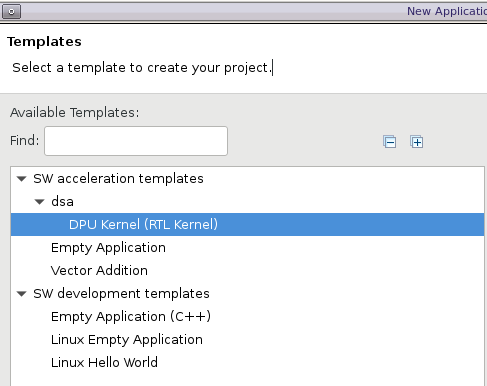 New Applicatio
Templates
Select a template to create your project.
Available Templates:
Find:
SW acceleration templates
dsa
DPU Kernel (RTL Kernel)
Empty Application
Vector Addition
SW development templates
Empty Application (C++)
Linux Empty Application
Linux Hello World